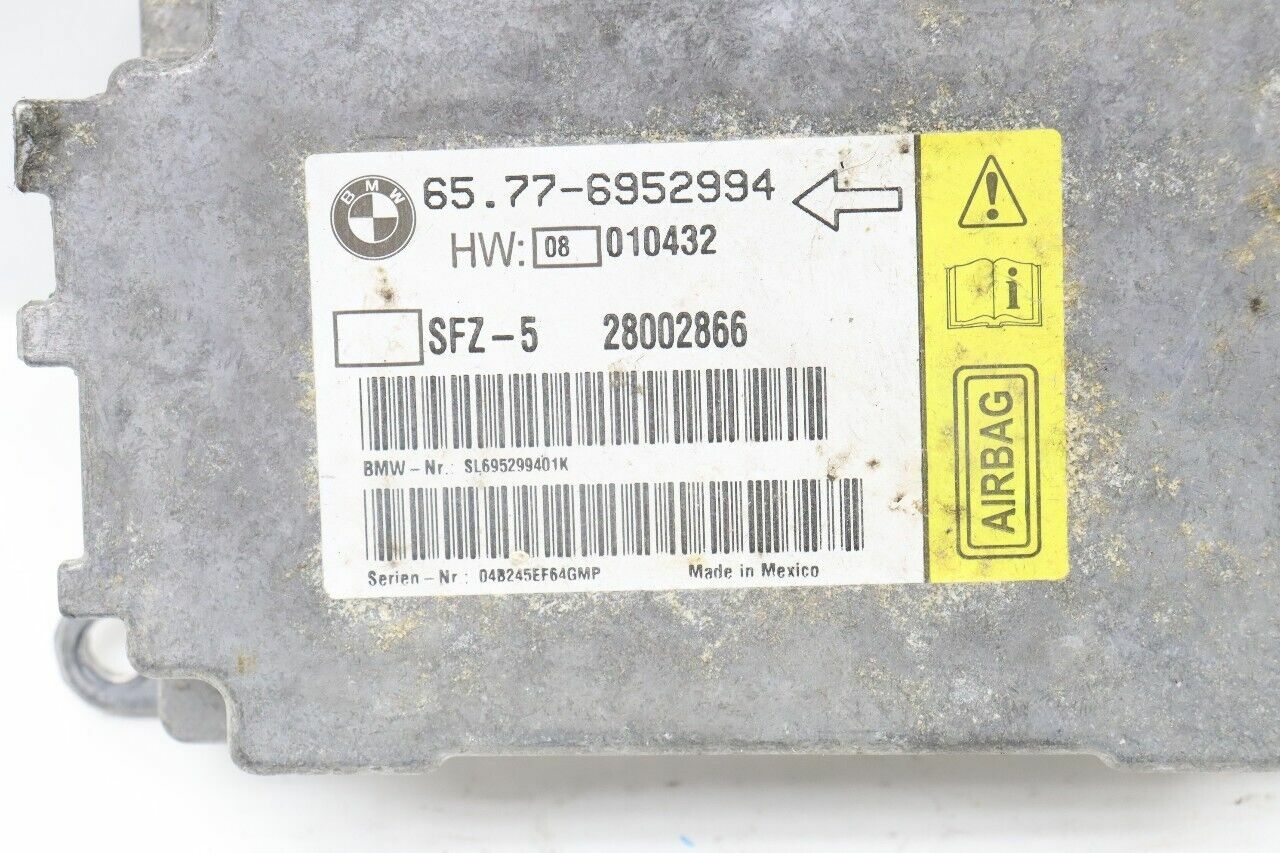 BMW 65.77-6952994
HW: 08 010432
SFZ-5 28002866
BMW-Nr.: SL695299401K
Serien-Nr: 04B245EF64GMP Made in Mexico
i
AIRBAG